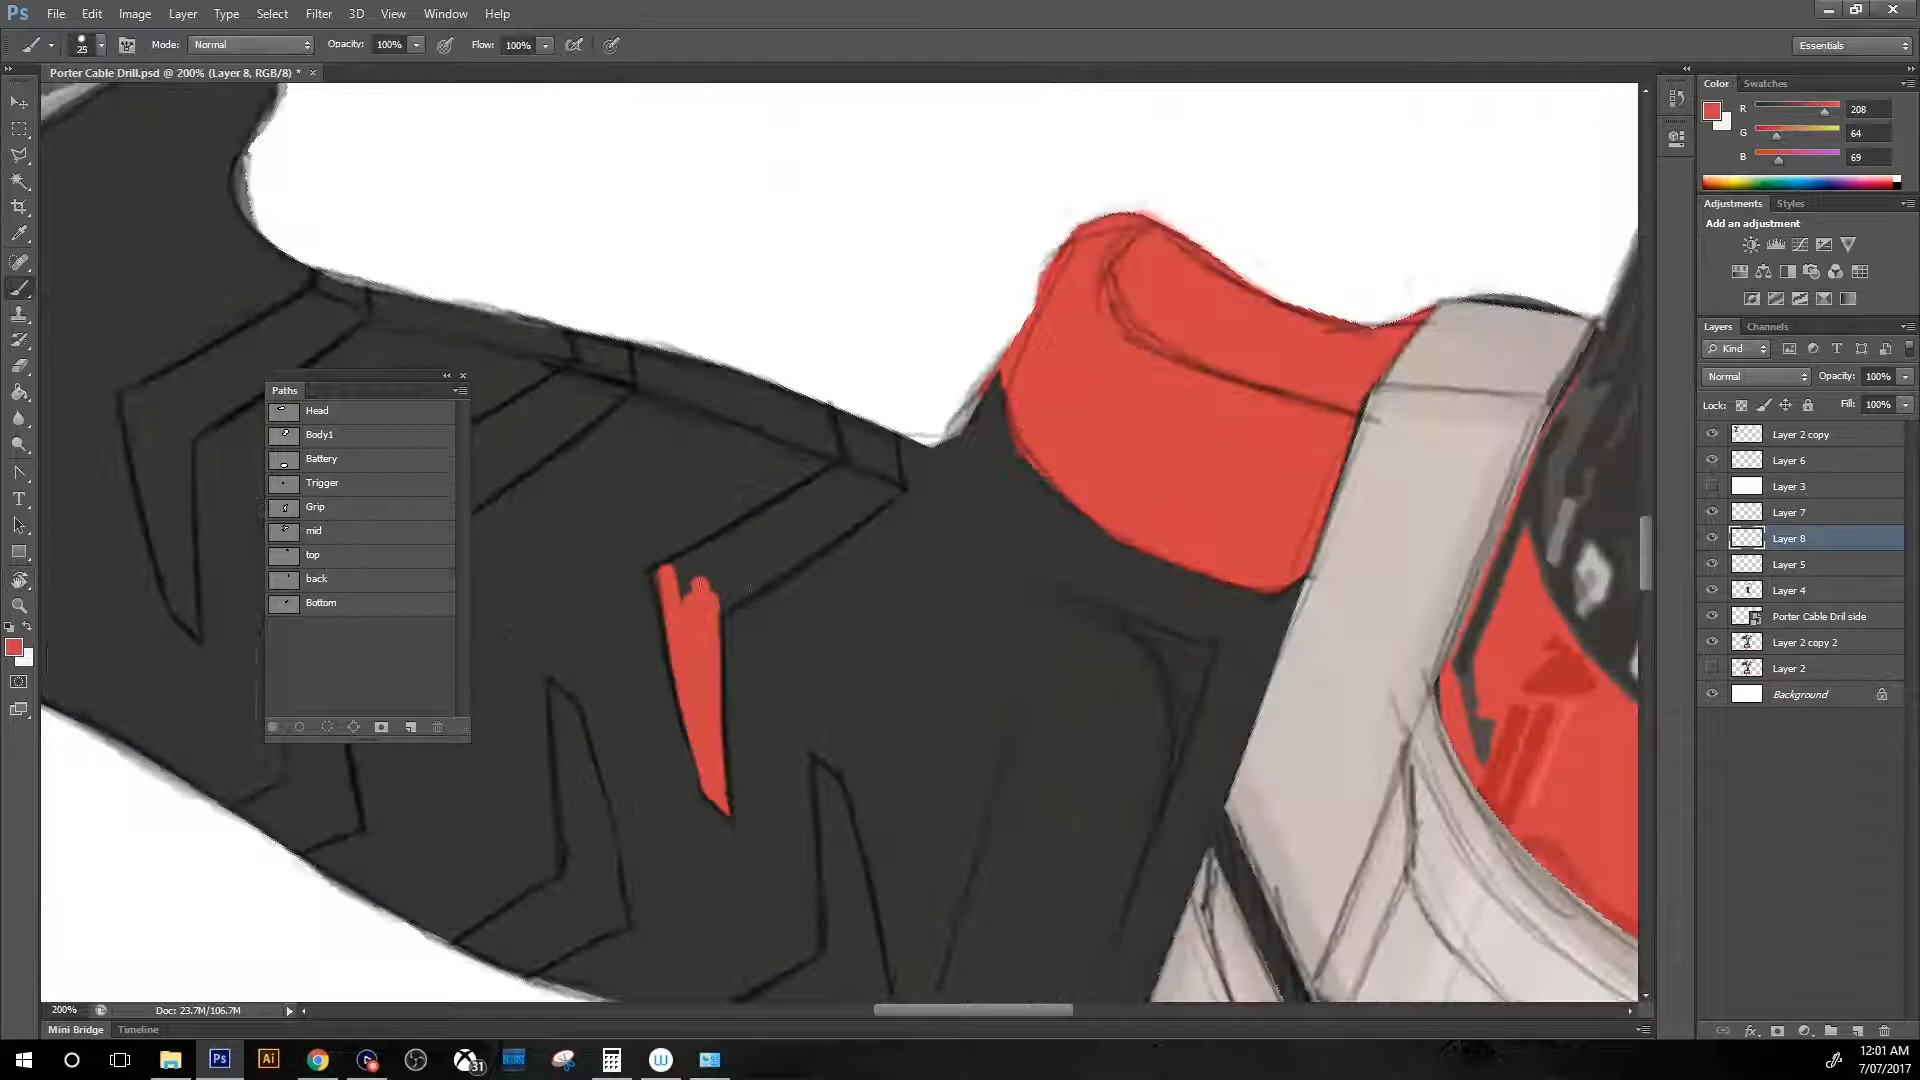 Ps File Edit Image Layer Type Select Filter 3D View Window Help
25 Mode: Normal Opacity: 100% Flow: 100% Essentials
Porter Cable Drill.psd @ 200% (Layer 8, RGB/8) *
Color Swatches
R 208
G 64
B 69
Adjustments Styles
Add an adjustment
Layers Channels
Kind
Normal Opacity: 100%
Lock: Fill: 100%
Layer 2 copy
Layer 6
Layer 3
Layer 7
Layer 8
Layer 5
Layer 4
Porter Cable Dril side
Layer 2 copy 2
Layer 2
Background
Paths
Head
Body1
Battery
Trigger
Grip
mid
top
back
Bottom
200% Doc: 23.7M/106.7M
Mini Bridge Timeline
Ps Ai 31 W
12:01 AM
7/07/2017